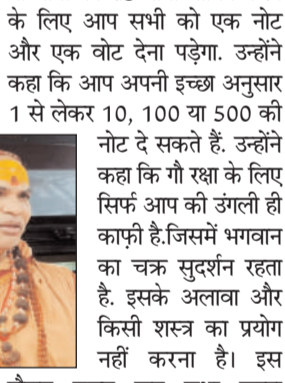 के लिए आप सभी को एक नोट
और एक वोट देना पड़ेगा. उन्होंने
कहा कि आप अपनी इच्छा अनुसार
1 से लेकर 10, 100 या 500 की
नोट दे सकते हैं. उन्होंने
कहा कि गौ रक्षा के लिए
सिर्फ आप की उंगली ही
काफ़ी है.जिसमें भगवान
का चक्र सुदर्शन रहता
है. इसके अलावा और
किसी शस्त्र का प्रयोग
नहीं करना है। इस